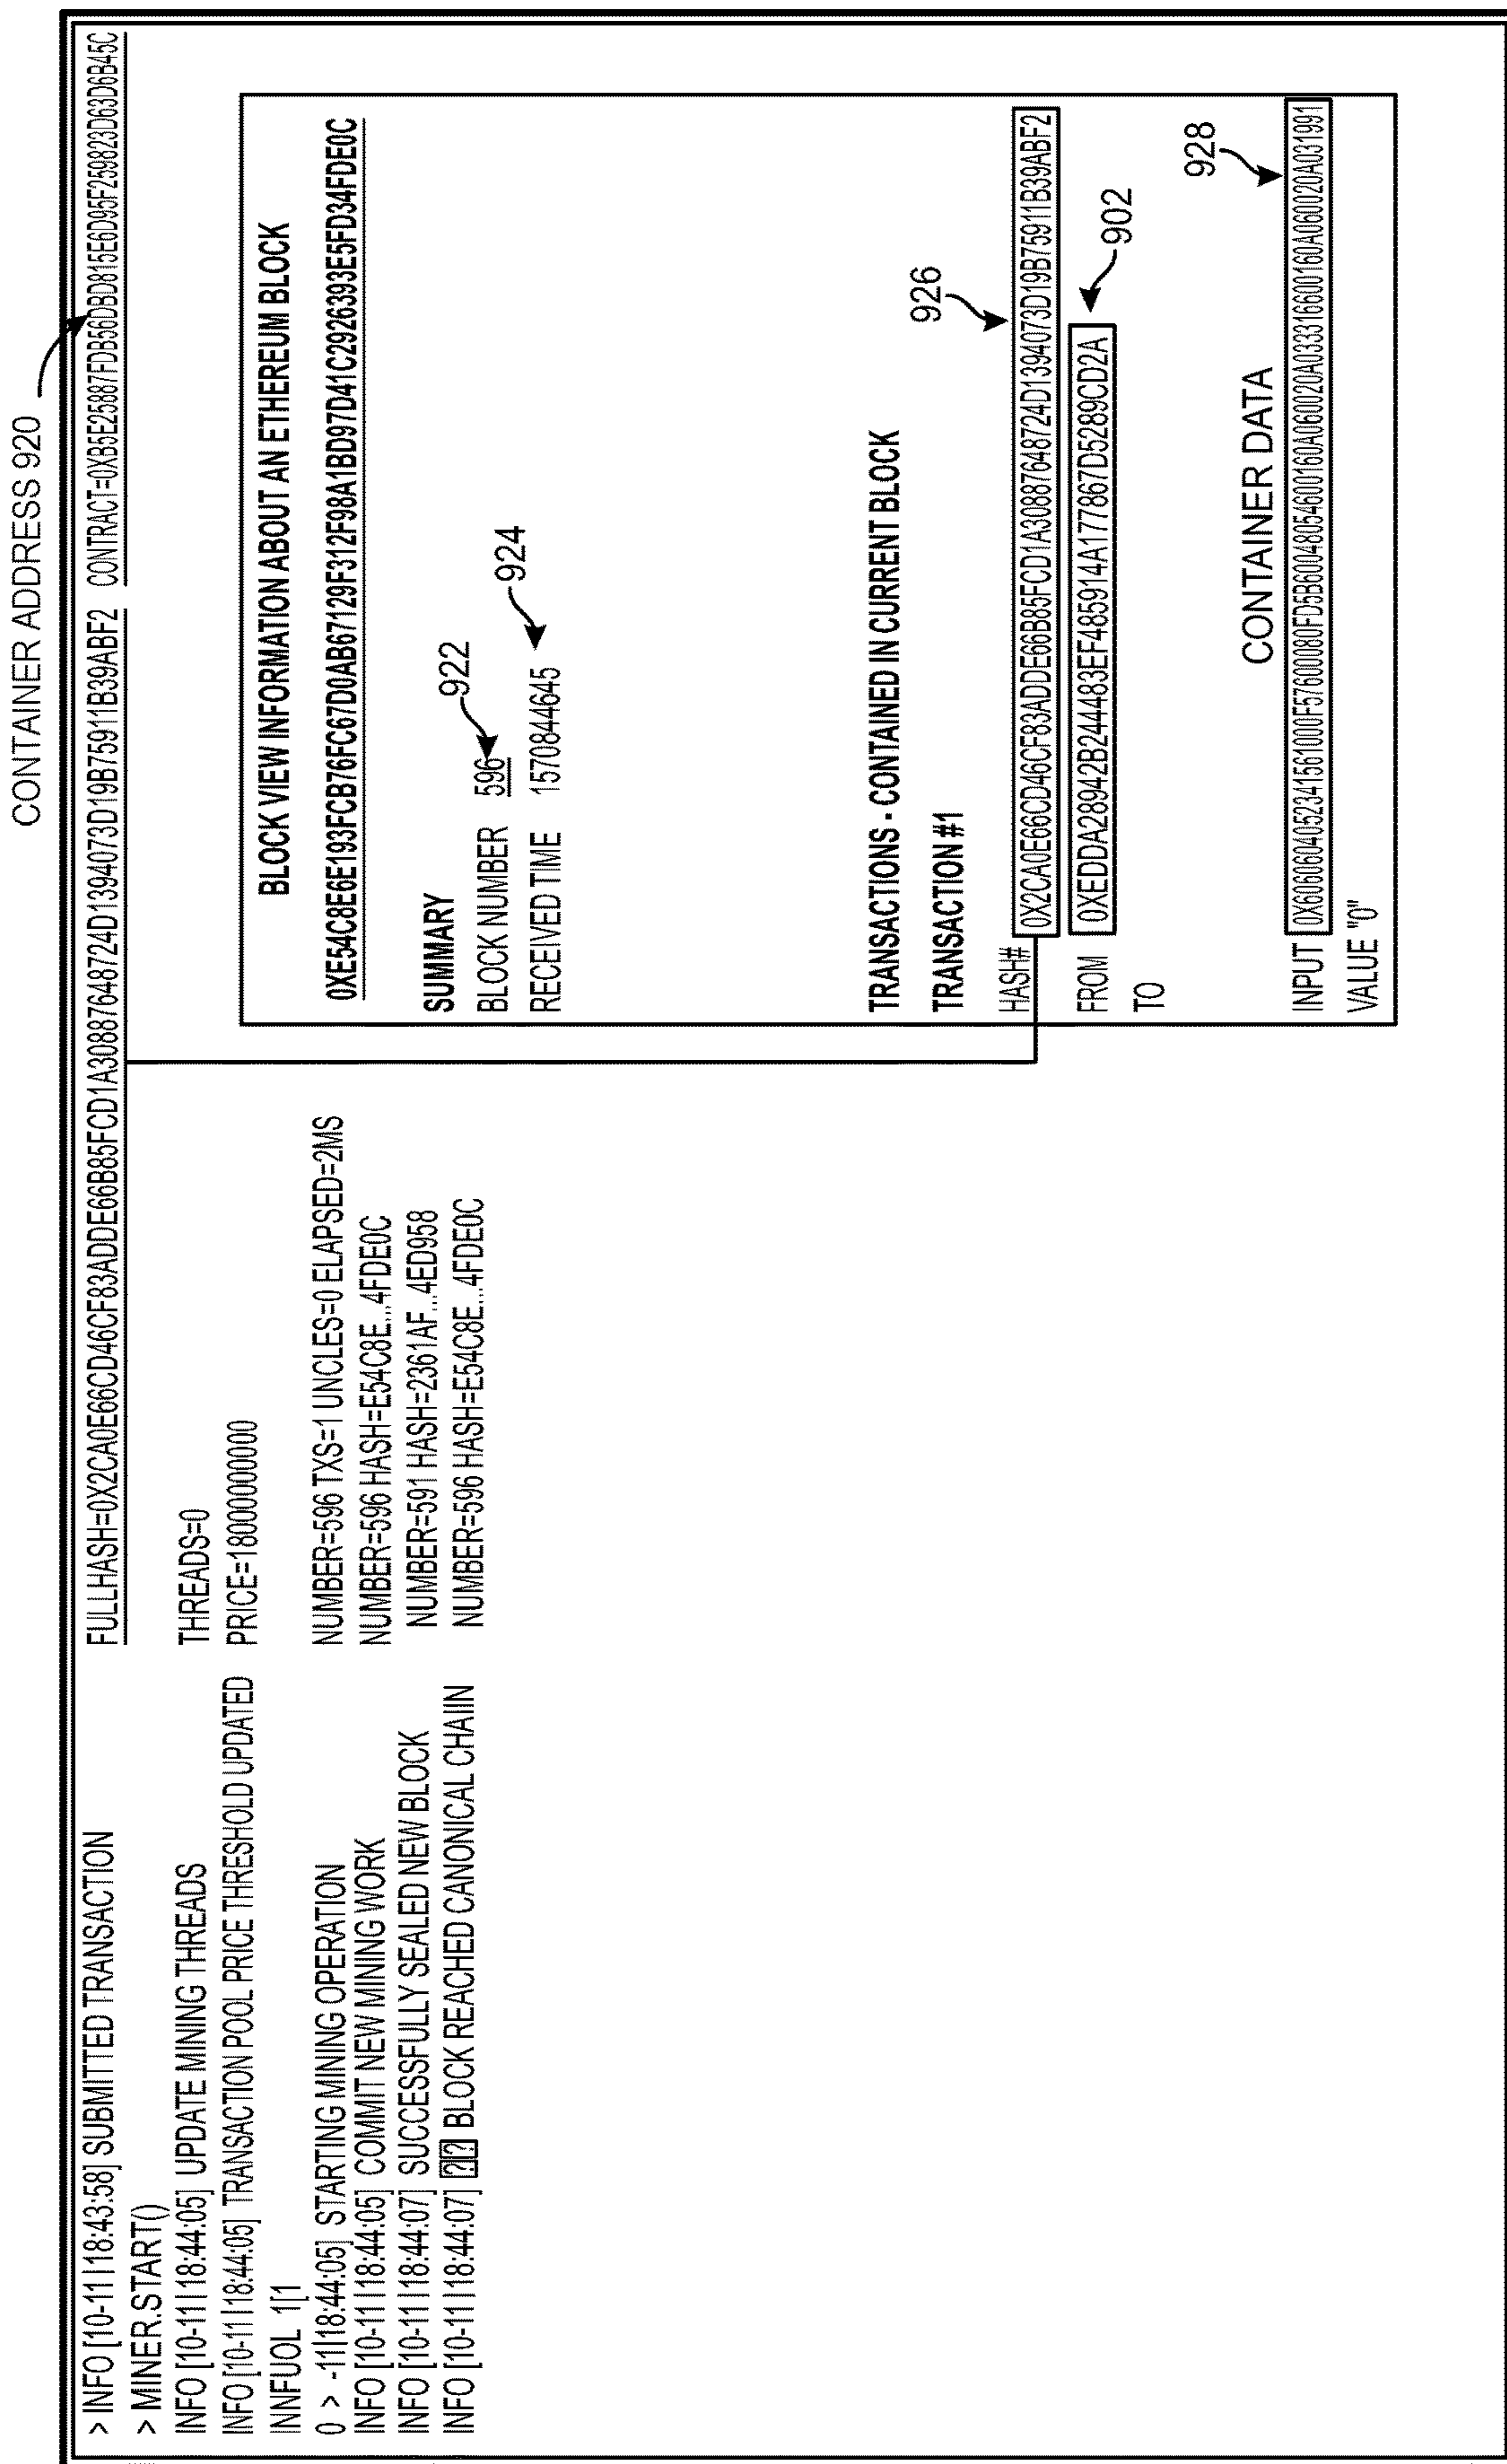 CONTAINER ADDRESS 920
> INFO [10-11|18:43:58] SUBMITTED TRANSACTION FULLHASH=0X2CA0E66CD46CF83ADDE66B85FCD1A30887648724D1394073D19B75911B39ABF2 CONTRACT=0XB5E25887FDB56DBD815E6D95F259823D63D6B45C
> MINER.START()
INFO [10-11|18:44:05] UPDATE MINING THREADS THREADS=0
INFO [10-11|18:44:05] TRANSACTION POOL PRICE THRESHOLD UPDATED PRICE=18000000000
INNFUOL 1[1
0 > -11|18:44:05] STARTING MINING OPERATION NUMBER=596 TXS=1 UNCLES=0 ELAPSED=2MS
INFO [10-11|18:44:05] COMMIT NEW MINING WORK NUMBER=596 HASH=E54C8E...4FDE0C
INFO [10-11|18:44:07] SUCCESSFULLY SEALED NEW BLOCK NUMBER=591 HASH=2361AF...4ED958
INFO [10-11|18:44:07] ⍰⍰ BLOCK REACHED CANONICAL CHAIIN NUMBER=596 HASH=E54C8E...4FDE0C
BLOCK VIEW INFORMATION ABOUT AN ETHEREUM BLOCK
0XE54C8E6E193FCB76FC67D0AB67129F312F98A1BD97D41C2926393E5FD34FDE0C
SUMMARY
BLOCK NUMBER 596
922
RECEIVED TIME 1570844645
924
TRANSACTIONS - CONTAINED IN CURRENT BLOCK
TRANSACTION #1
926
HASH# 0X2CA0E66CD46CF83ADDE66B85FCD1A30887648724D1394073D19B75911B39ABF2
FROM 0XEDDA28942B244483EF485914A177867D5289CD2A
902
TO
CONTAINER DATA
928
INPUT 0X6060604052341561000F57600080FD5B60048054600160A060020A033316600160A060020A031991
VALUE "0"